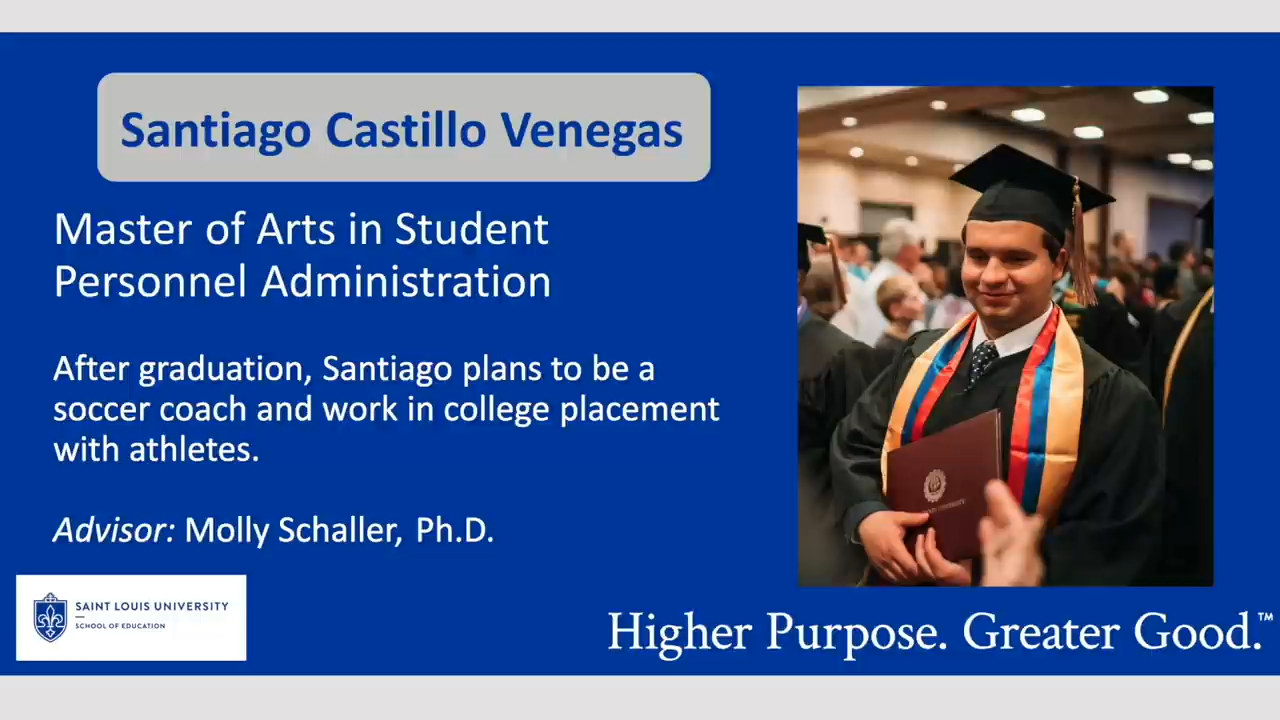 Santiago Castillo Venegas
Master of Arts in Student
Personnel Administration
After graduation, Santiago plans to be a
soccer coach and work in college placement
with athletes.
Advisor: Molly Schaller, Ph.D.
SAINT LOUIS UNIVERSITY
SCHOOL OF EDUCATION
Higher Purpose. Greater Good.™